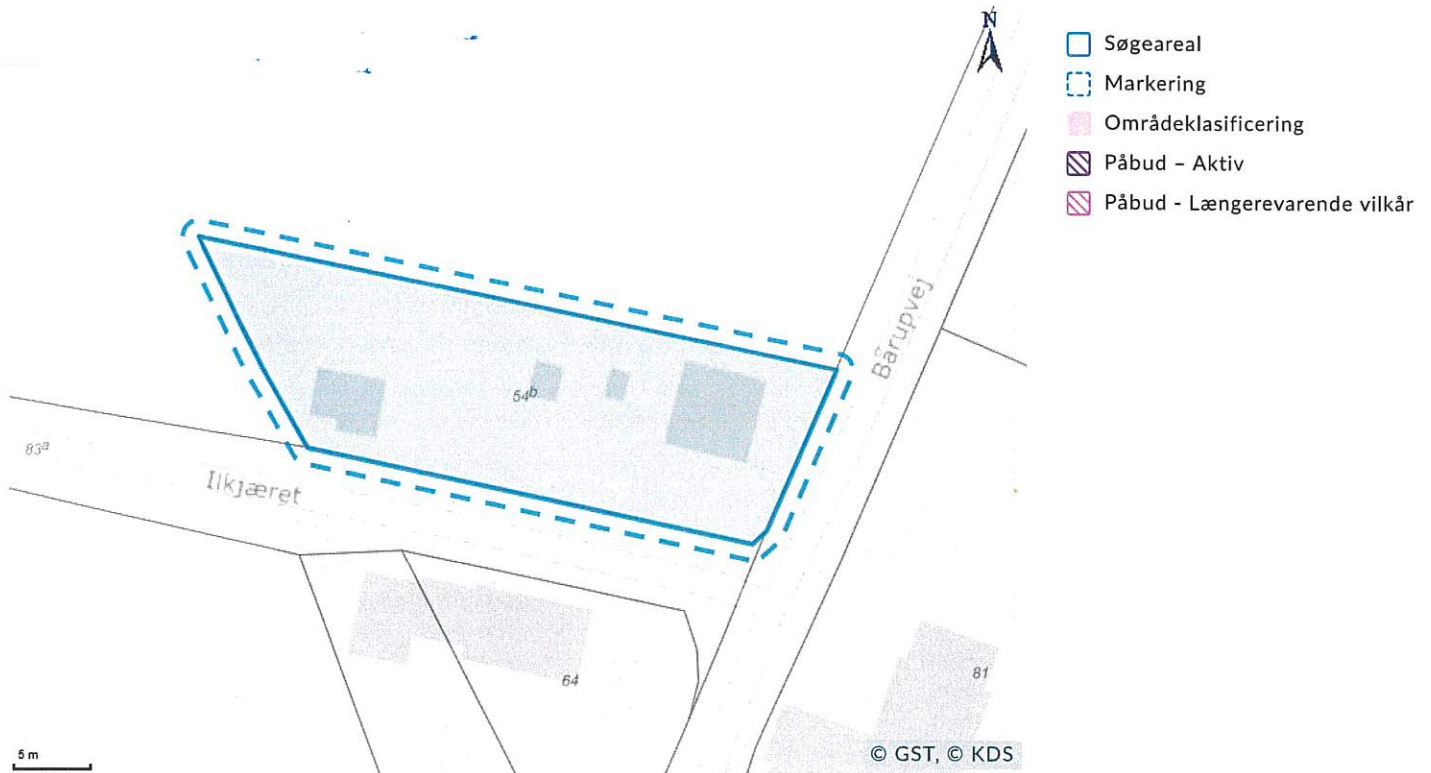 N
Søgeareal
Markering
Områdeklasificering
Påbud – Aktiv
Påbud - Længerevarende vilkår
Bårupvej
54b
83a
Ilkjæret
64
81
5 m
© GST, © KDS